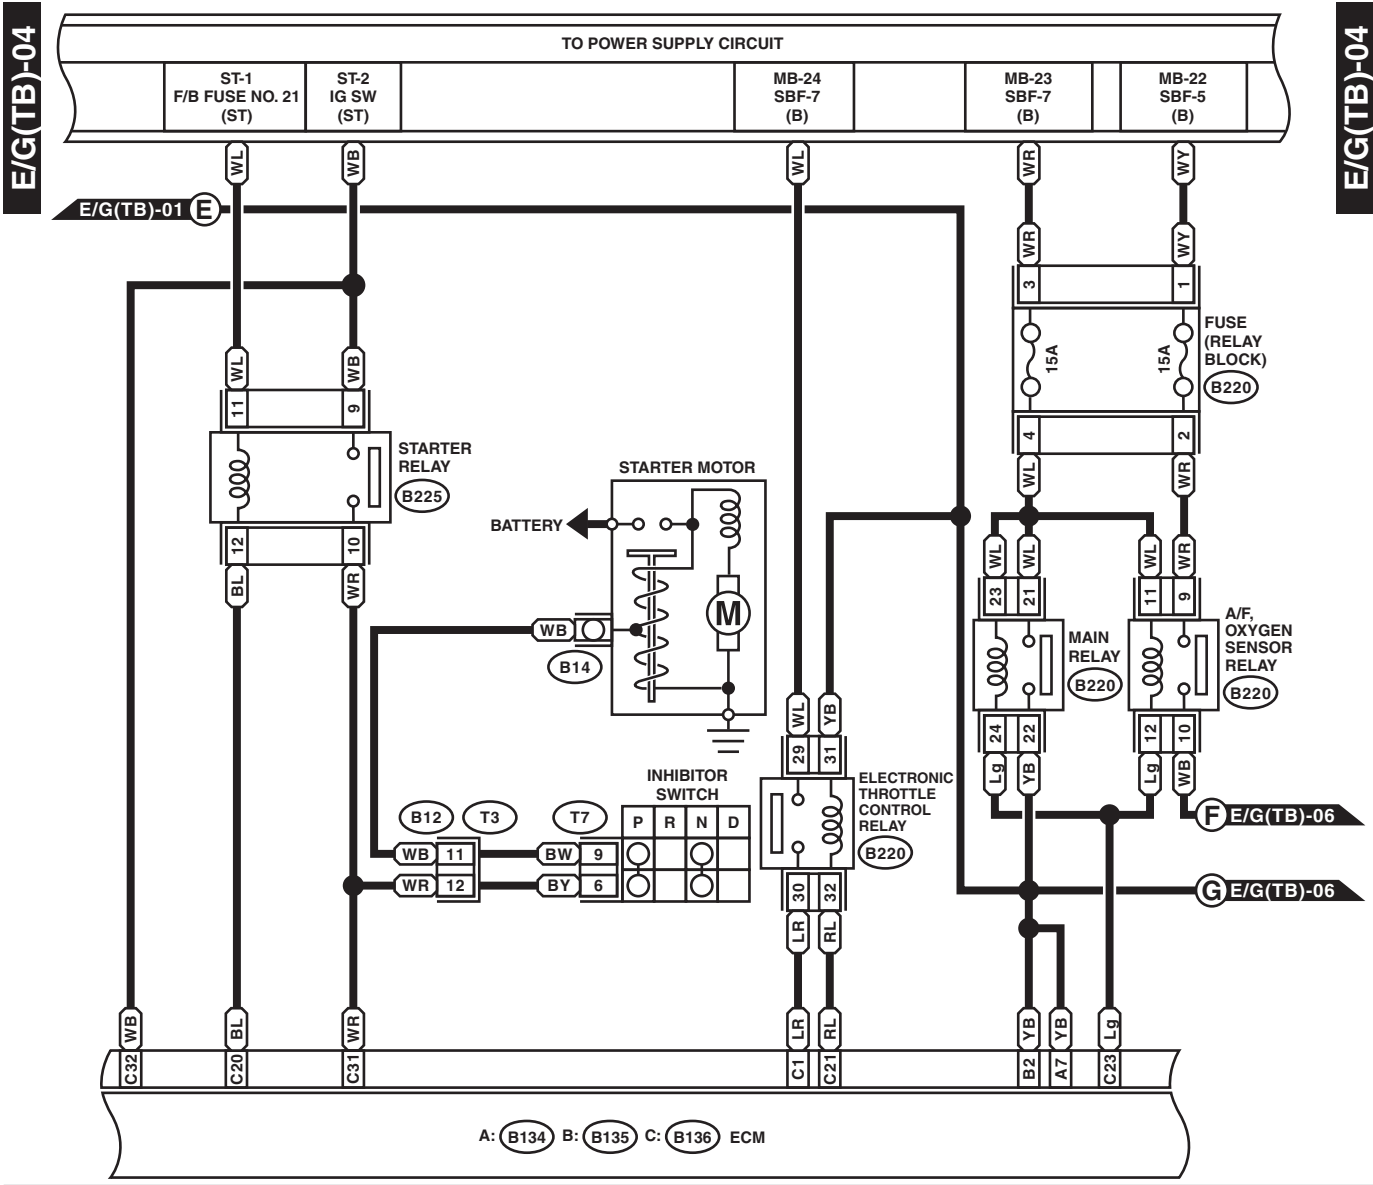 E/G(TB)-04
E/G(TB)-04
TO POWER SUPPLY CIRCUIT
ST-1
F/B FUSE NO. 21
(ST)
ST-2
IG SW
(ST)
MB-24
SBF-7
(B)
MB-23
SBF-7
(B)
MB-22
SBF-5
(B)
WL
WB
WL
WR
WY
E/G(TB)-01
E
WR
WY
3
1
15A
15A
FUSE
(RELAY
BLOCK)
B220
4
2
WL
WR
WL
WB
11
9
STARTER
RELAY
B225
12
10
BL
WR
STARTER MOTOR
BATTERY
M
WB
B14
WL
WL
WL
WR
23
21
11
9
MAIN
RELAY
B220
A/F,
OXYGEN
SENSOR
RELAY
B220
24
22
12
10
Lg
YB
Lg
WB
F
E/G(TB)-06
G
E/G(TB)-06
WL
YB
29
31
ELECTRONIC
THROTTLE
CONTROL
RELAY
B220
30
32
LR
RL
INHIBITOR
SWITCH
B12
T3
T7
P
R
N
D
WB
11
BW
9
WR
12
BY
6
WB
BL
WR
LR
RL
YB
YB
Lg
C32
C20
C31
C1
C21
B2
A7
C23
A: B134 B: B135 C: B136 ECM